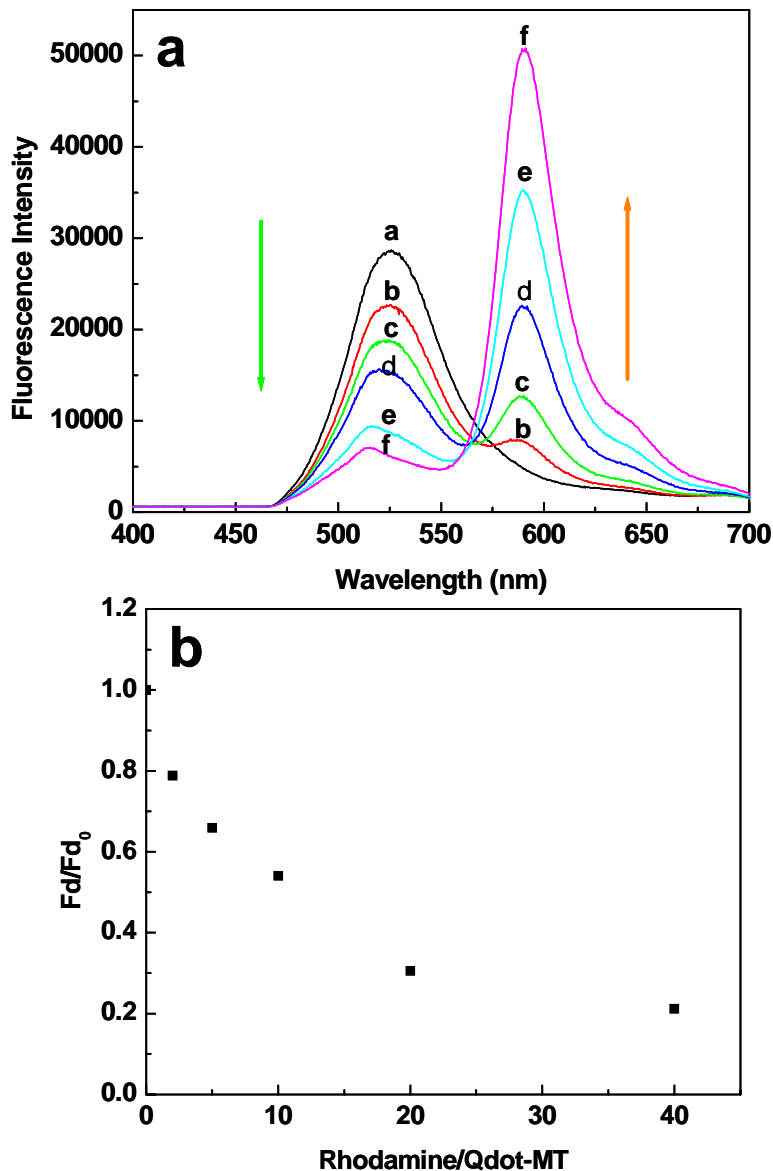 a
50000
40000
30000
20000
10000
0
Fluorescence Intensity
f
e
d
c
b
a
b
c
d
e
f
400 450 500 550 600 650 700
Wavelength (nm)
b
1.2
1.0
0.8
0.6
0.4
0.2
0.0
Fd/Fd0
0 10 20 30 40
Rhodamine/Qdot-MT